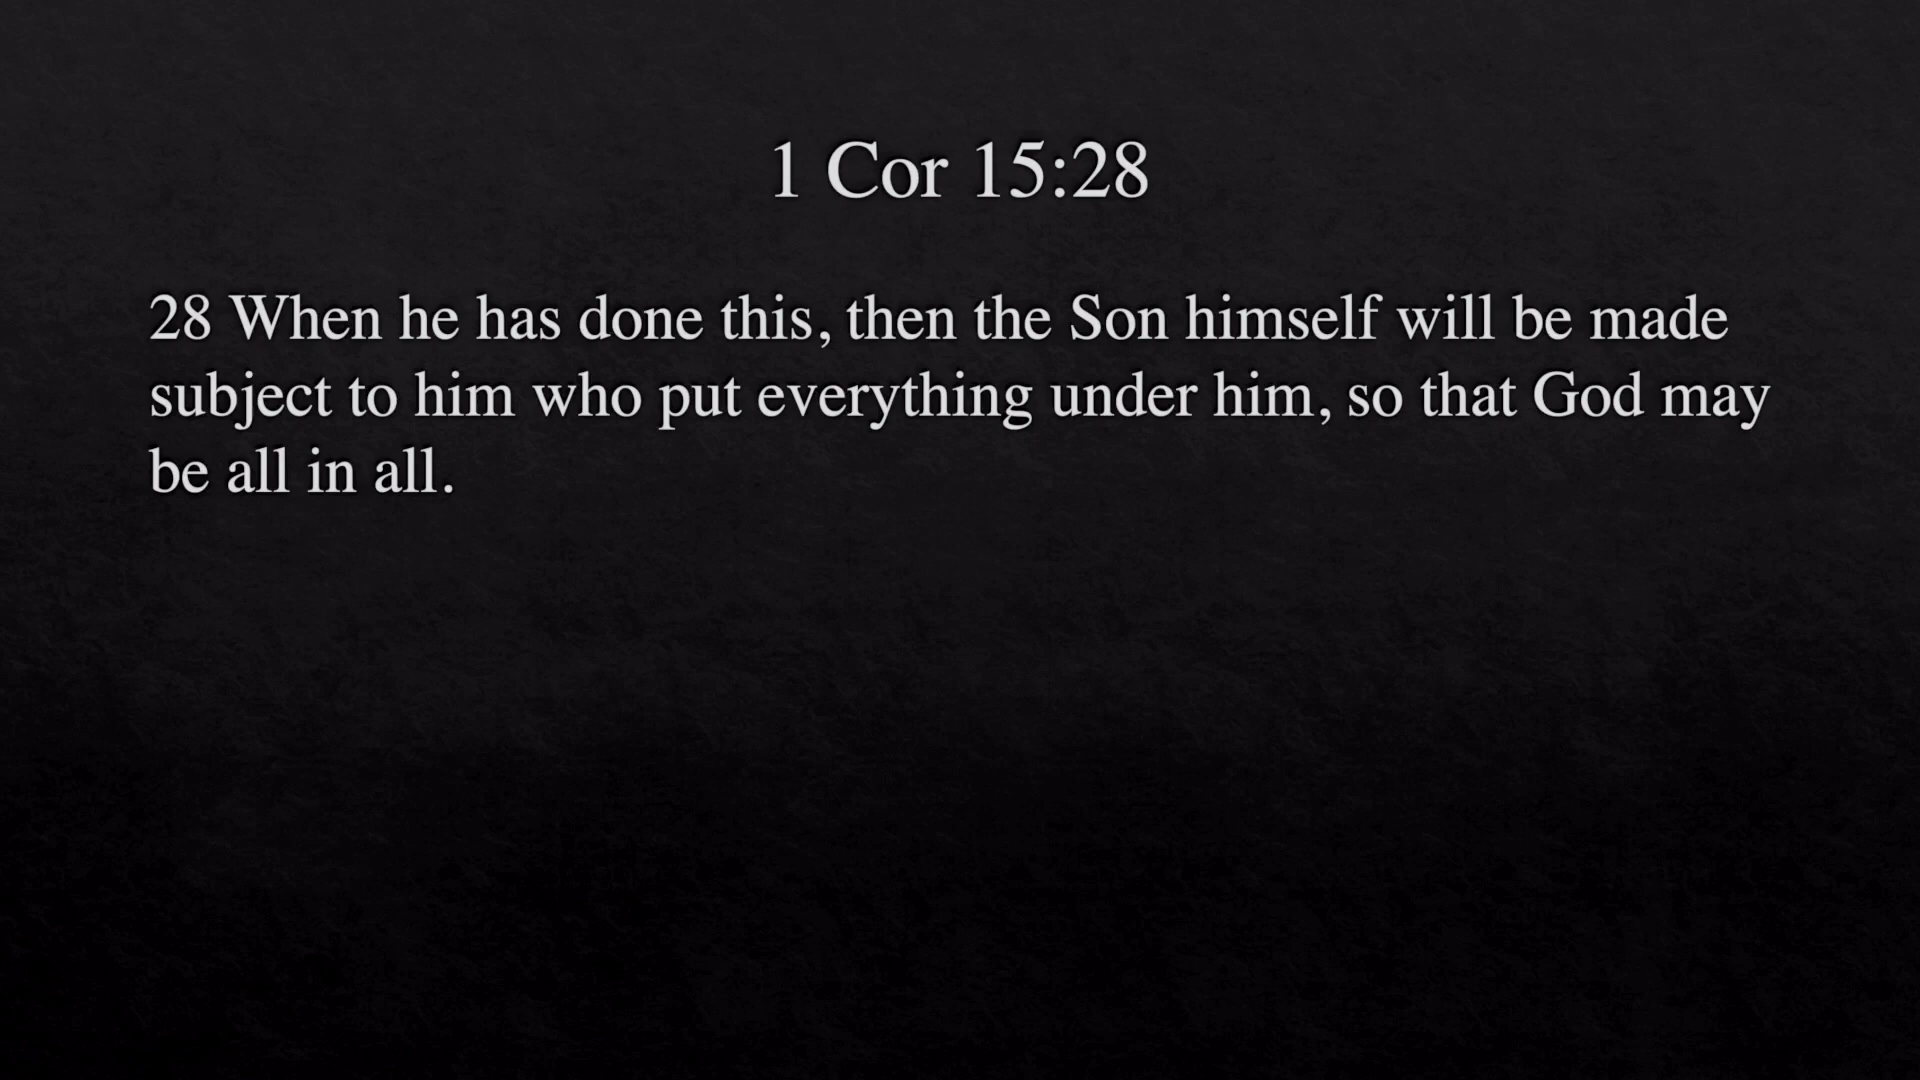 1 Cor 15:28
28 When he has done this, then the Son himself will be made
subject to him who put everything under him, so that God may
be all in all.